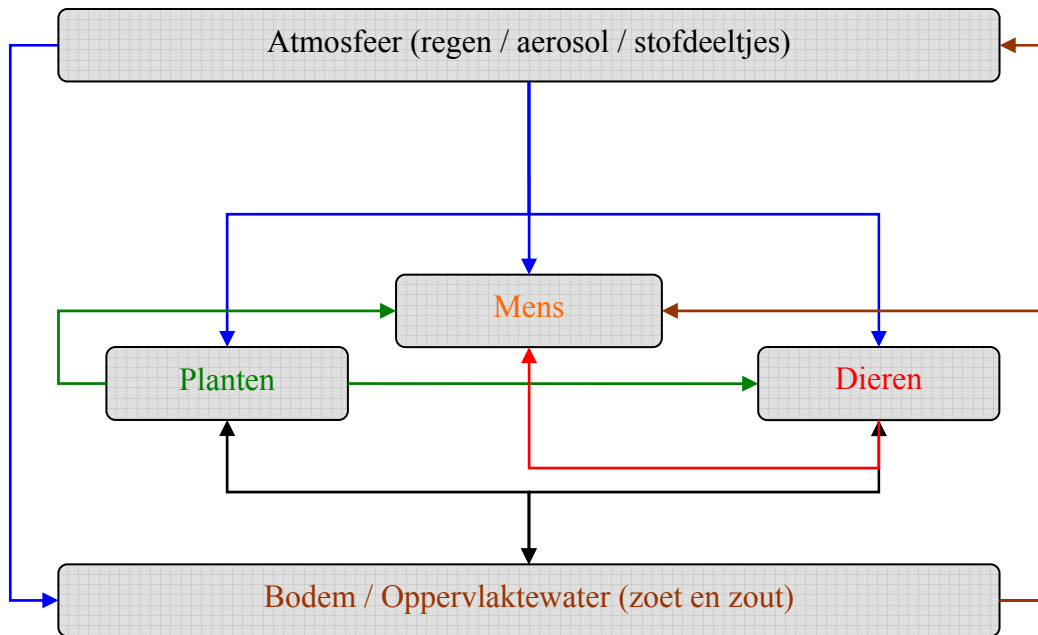 Atmosfeer (regen / aerosol / stofdeeltjes)
Mens
Planten
Dieren
Bodem / Oppervlaktewater (zoet en zout)